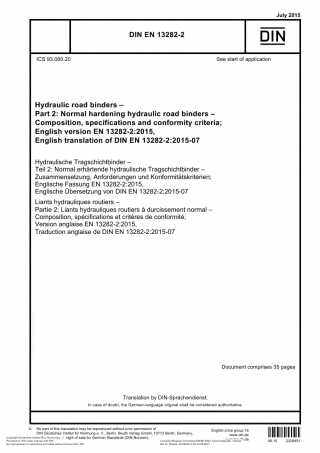 July 2015
DIN EN 13282-2
DIN
ICS 93.080.20
See start of application
Hydraulic road binders –
Part 2: Normal hardening hydraulic road binders –
Composition, specifications and conformity criteria;
English version EN 13282-2:2015,
English translation of DIN EN 13282-2:2015-07
Hydraulische Tragschichtbinder –
Teil 2: Normal erhärtende hydraulische Tragschichtbinder –
Zusammensetzung, Anforderungen und Konformitätskriterien;
Englische Fassung EN 13282-2:2015,
Englische Übersetzung von DIN EN 13282-2:2015-07
Liants hydrauliques routiers –
Partie 2: Liants hydrauliques routiers à durcissement normal –
Composition, spécifications et critères de conformité;
Version anglaise EN 13282-2:2015,
Traduction anglaise de DIN EN 13282-2:2015-07
Document comprises 35 pages
Translation by DIN-Sprachendienst.
In case of doubt, the German-language original shall be considered authoritative.
No part of this translation may be reproduced without prior permission of
DIN Deutsches Institut für Normung e. V., Berlin. Beuth Verlag GmbH, 10772 Berlin, Germany,
right of sale for German Standards (DIN-Normen).
English price group 16
www.din.de